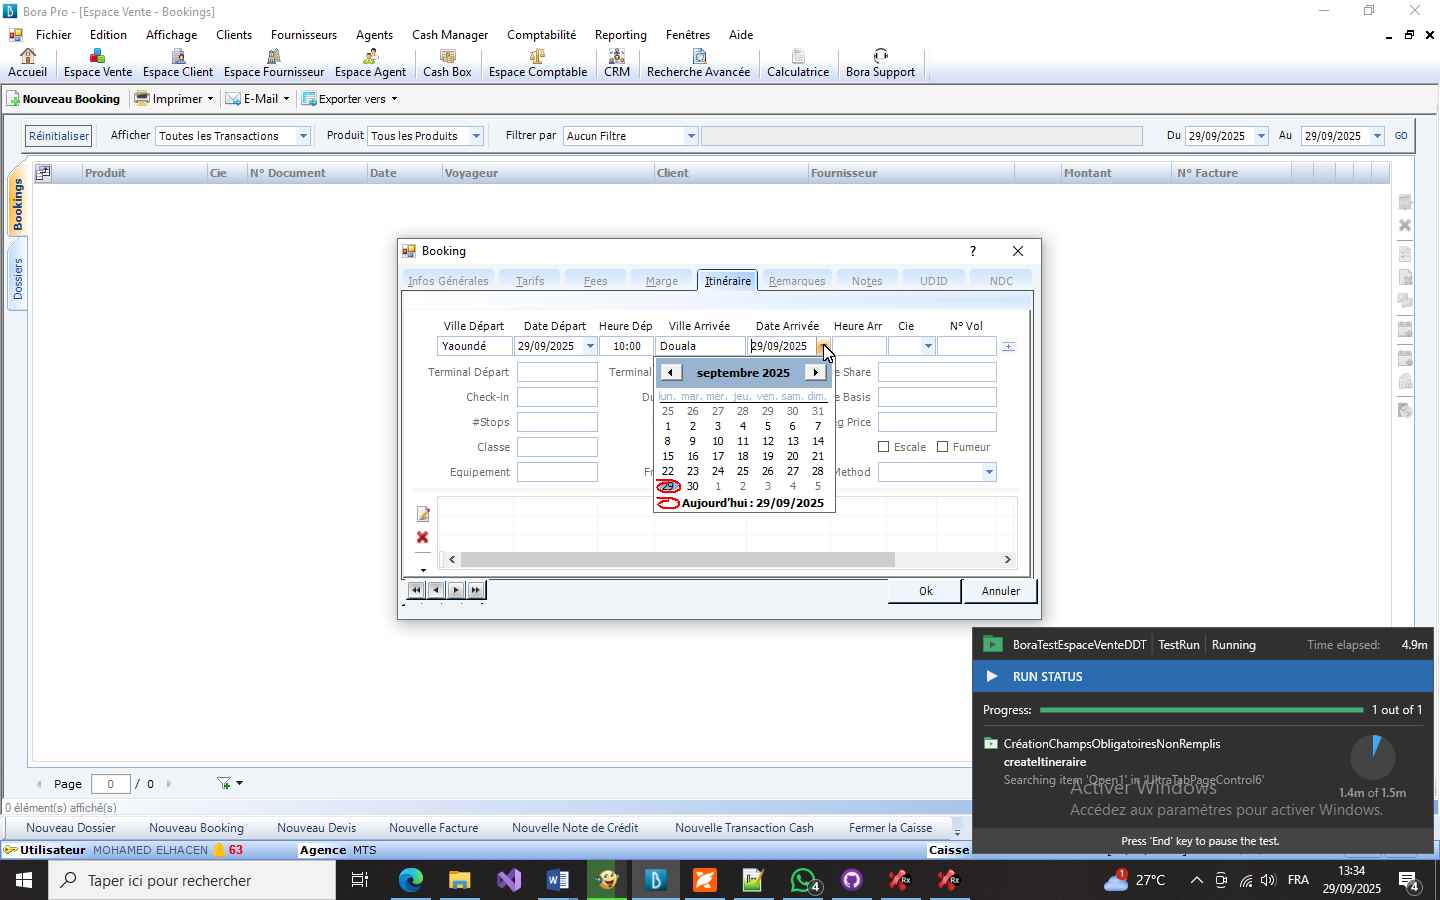 Bora Pro - [Espace Vente - Bookings]
Fichier Edition Affichage Clients Fournisseurs Agents Cash Manager Comptabilité Reporting Fenêtres Aide
Accueil Espace Vente Espace Client Espace Fournisseur Espace Agent Cash Box Espace Comptable CRM Recherche Avancée Calculatrice Bora Support
Nouveau Booking Imprimer E-Mail Exporter vers
Réinitialiser Afficher Toutes les Transactions Produit Tous les Produits Filtrer par Aucun Filtre Du 29/09/2025 Au 29/09/2025 GO
Produit Cie N° Document Date Voyageur Client Fournisseur Montant N° Facture
Bookings
Dossiers
Booking ?
Infos Générales Tarifs Fees Marge Itinéraire Remarques Notes UDID NDC
Ville Départ Date Départ Heure Dép Ville Arrivée Date Arrivée Heure Arr Cie N° Vol
Yaoundé 29/09/2025 10:00 Douala 29/09/2025
Terminal Départ Terminal e Share
Check-in Du e Basis
#Stops g Price
Classe Escale Fumeur
Equipement Fr Method
septembre 2025
lun. mar. mer. jeu. ven. sam. dim.
25 26 27 28 29 30 31
1 2 3 4 5 6 7
8 9 10 11 12 13 14
15 16 17 18 19 20 21
22 23 24 25 26 27 28
29 30 1 2 3 4 5
Aujourd'hui : 29/09/2025
Ok Annuler
BoraTestEspaceVenteDDT TestRun Running Time elapsed: 4.9m
RUN STATUS
Progress: 1 out of 1
CréationChampsObligatoiresNonRemplis
createItineraire
Searching item 'Open1' in 'UltraTabPageControl6'
1.4m of 1.5m
Activer Windows
Accédez aux paramètres pour activer Windows.
Press 'End' key to pause the test.
Page 0 / 0
0 élément(s) affiché(s)
Nouveau Dossier Nouveau Booking Nouveau Devis Nouvelle Facture Nouvelle Note de Crédit Nouvelle Transaction Cash Fermer la Caisse
Utilisateur MOHAMED ELHACEN 63 Agence MTS Caisse
Taper ici pour rechercher
4
1 27°C FRA
13:34
29/09/2025
4